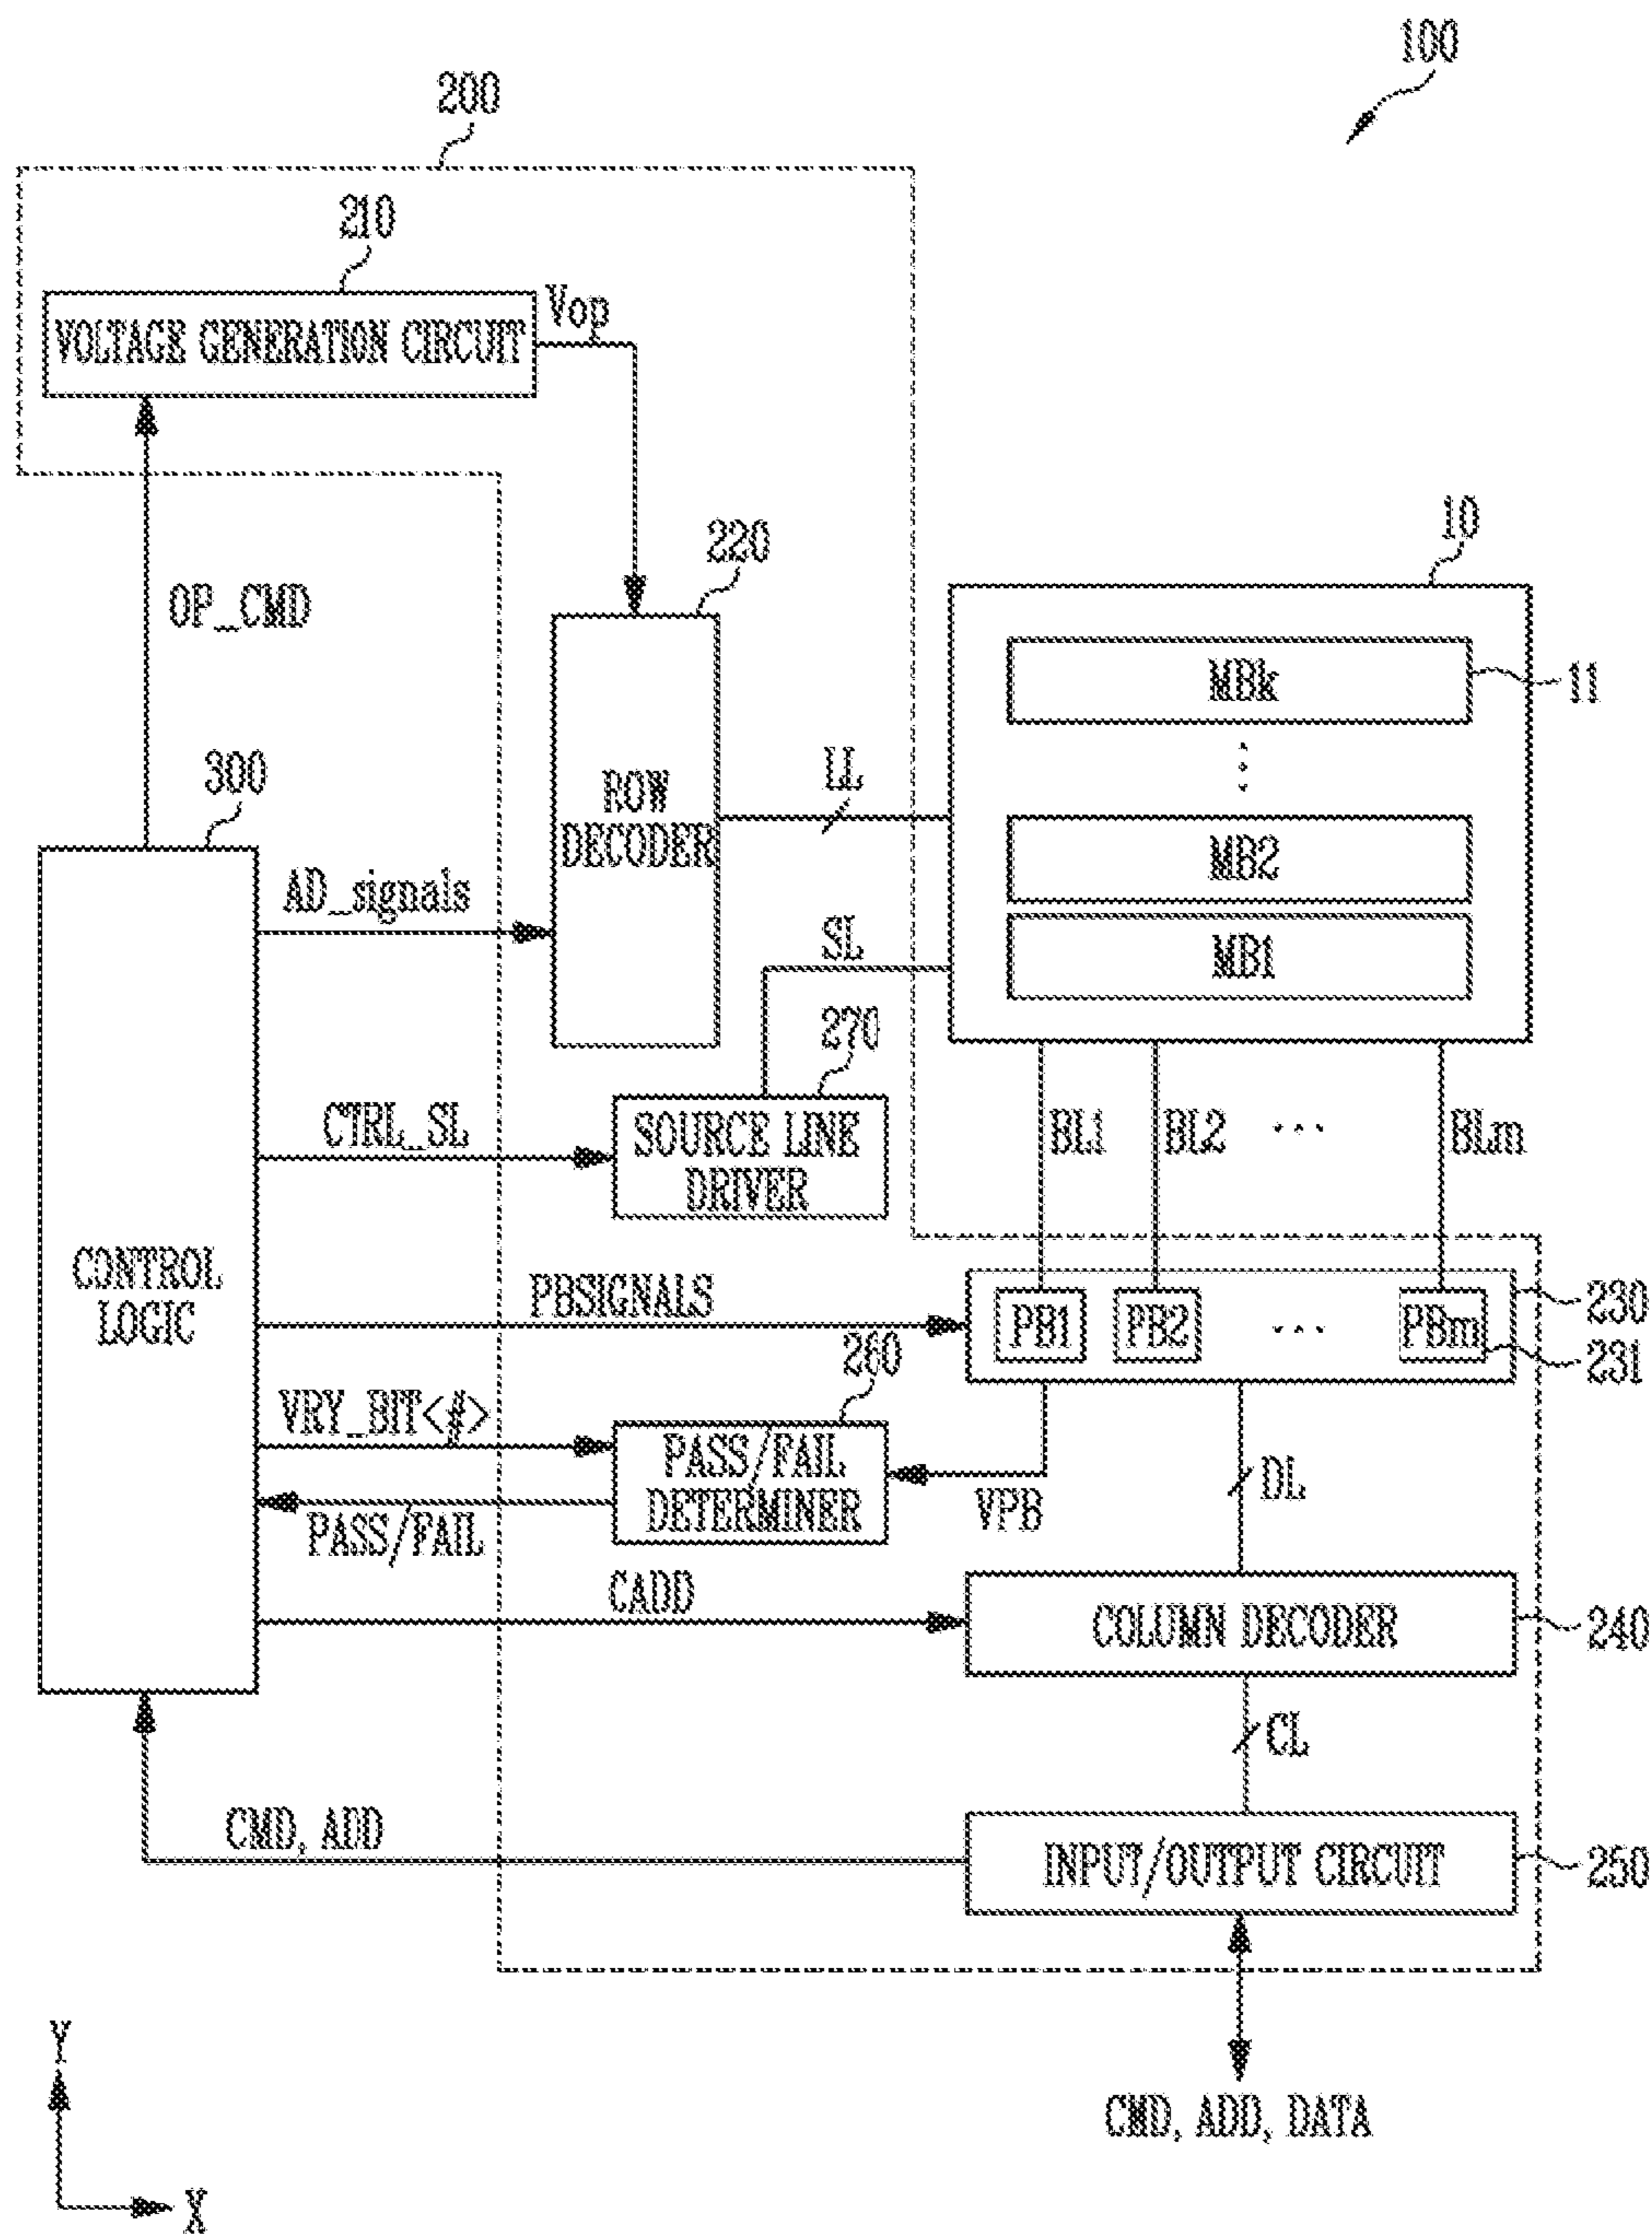 100
200
210
VOLTAGE GENERATION CIRCUIT
Vop
10
220
OP_CMD
MBk
11
300
ROW
DECODER
LL
MB2
AD_signals
SL
MB1
270
CTRL_SL
SOURCE LINE
DRIVER
BL1
BL2
...
BLm
CONTROL
LOGIC
PBSIGNALS
PB1
PB2
...
PBm
230
231
260
VRY_BIT<#>
PASS/FAIL
DETERMINER
VPB
DL
PASS/FAIL
CADD
COLUMN DECODER
240
CL
CMD, ADD
INPUT/OUTPUT CIRCUIT
250
Y
X
CMD, ADD, DATA